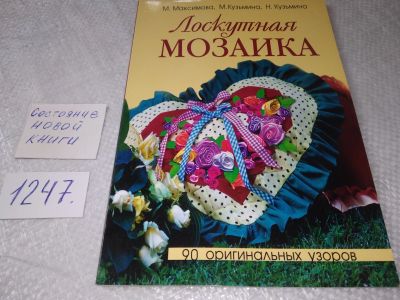 М. Максимова, М.Кузьмина, Н. Кузьмина
Лоскутная
МОЗАИКА
Состояние
новой
книги
1247.
90 оригинальных узоров